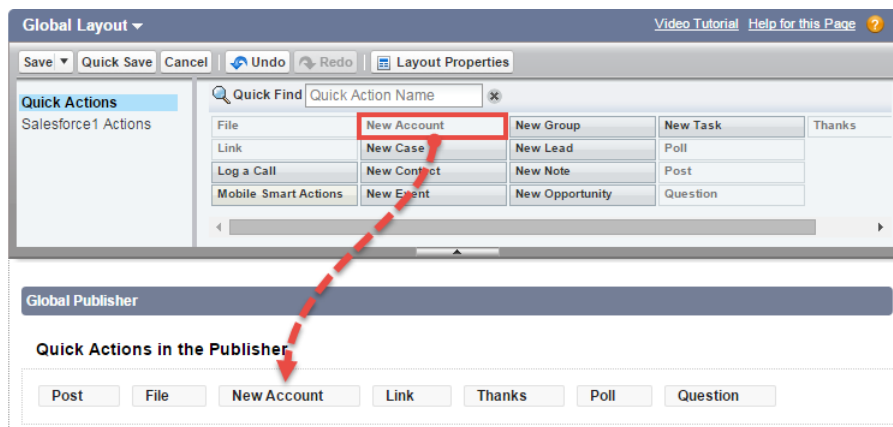 Global Layout Video Tutorial Help for this Page ?
Save Quick Save Cancel Undo Redo Layout Properties
Quick Actions
Salesforce1 Actions
Quick Find Quick Action Name
File New Account New Group New Task Thanks
Link New Case New Lead Poll
Log a Call New Contact New Note Post
Mobile Smart Actions New Event New Opportunity Question
Global Publisher
Quick Actions in the Publisher
Post File New Account Link Thanks Poll Question